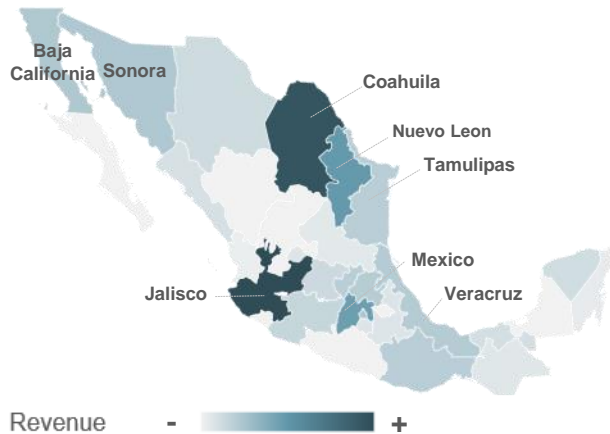 Baja
California
Sonora
Coahuila
Nuevo Leon
Tamulipas
Mexico
Jalisco
Veracruz
Revenue - +